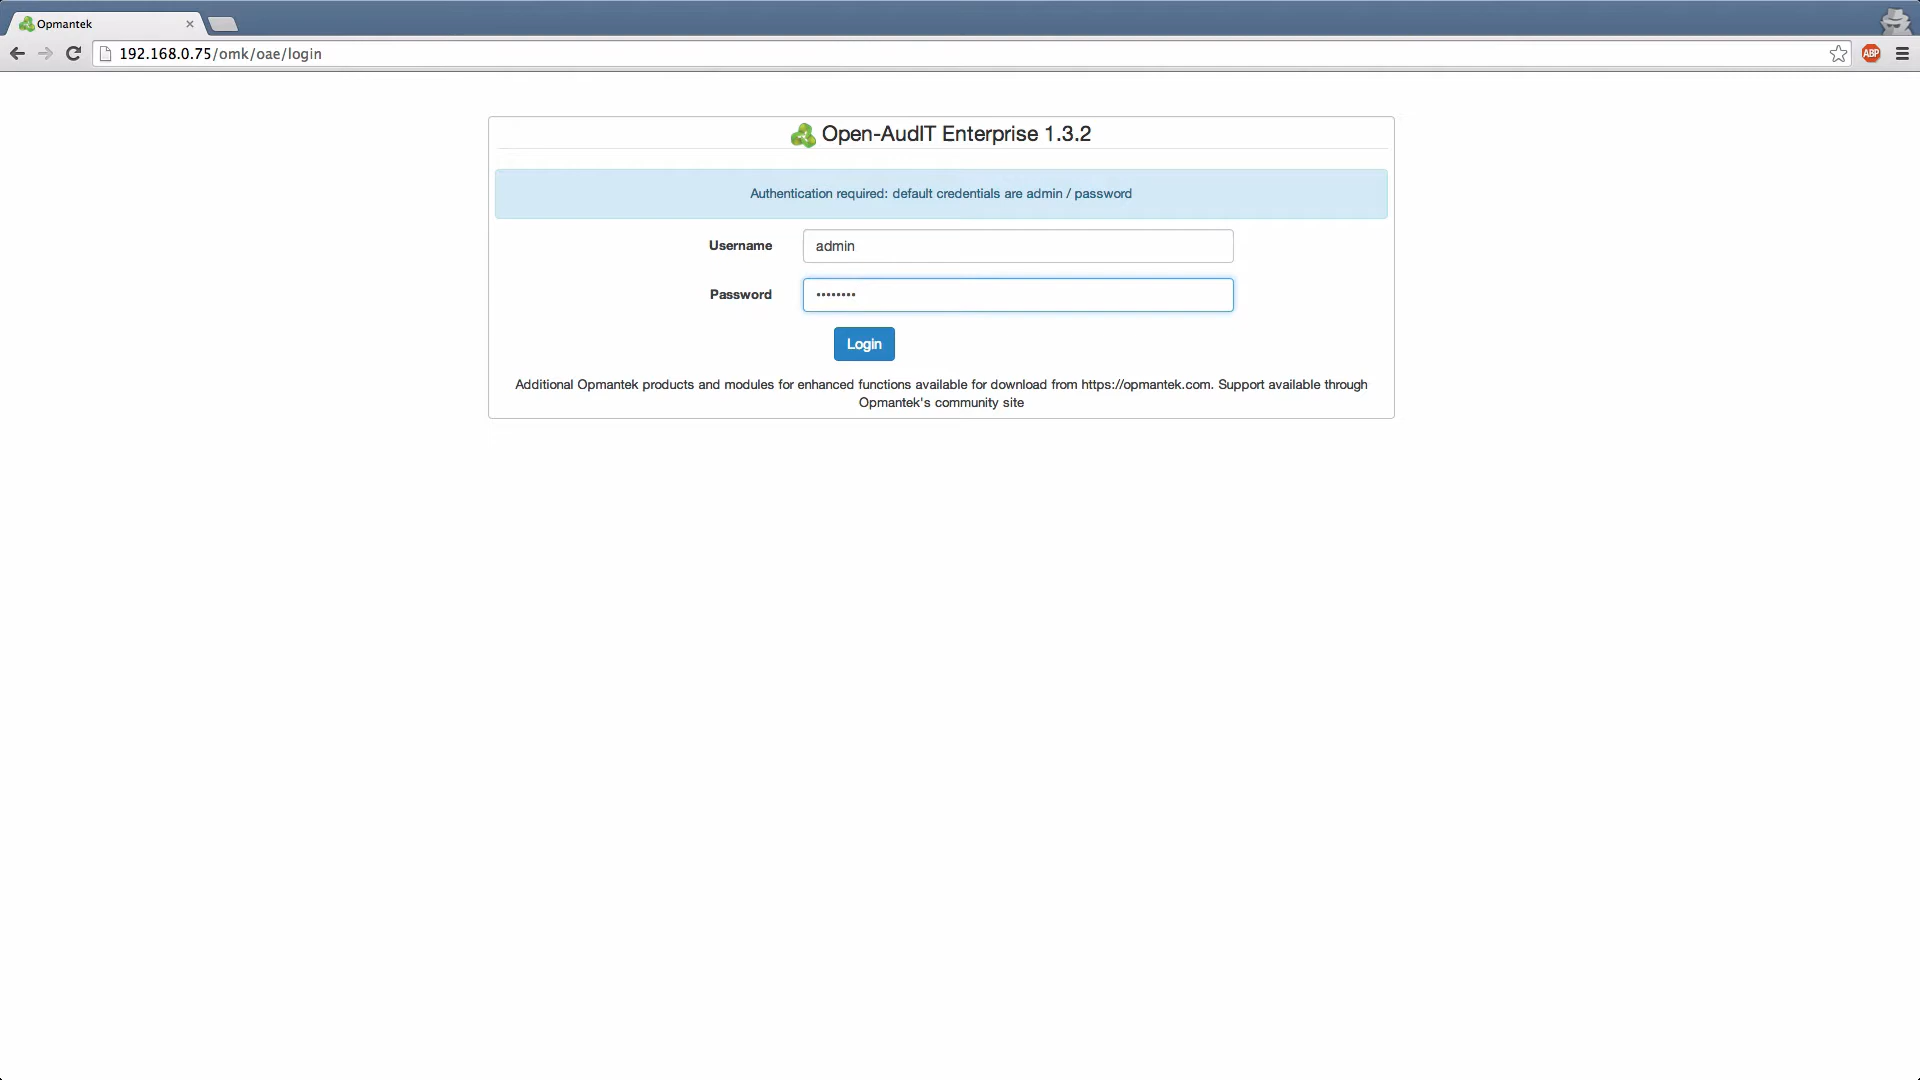 Opmantek
192.168.0.75/omk/oae/login
ABP
Open-AudIT Enterprise 1.3.2
Authentication required: default credentials are admin / password
Username
admin
Password
••••••••
Login
Additional Opmantek products and modules for enhanced functions available for download from https://opmantek.com. Support available through
Opmantek's community site